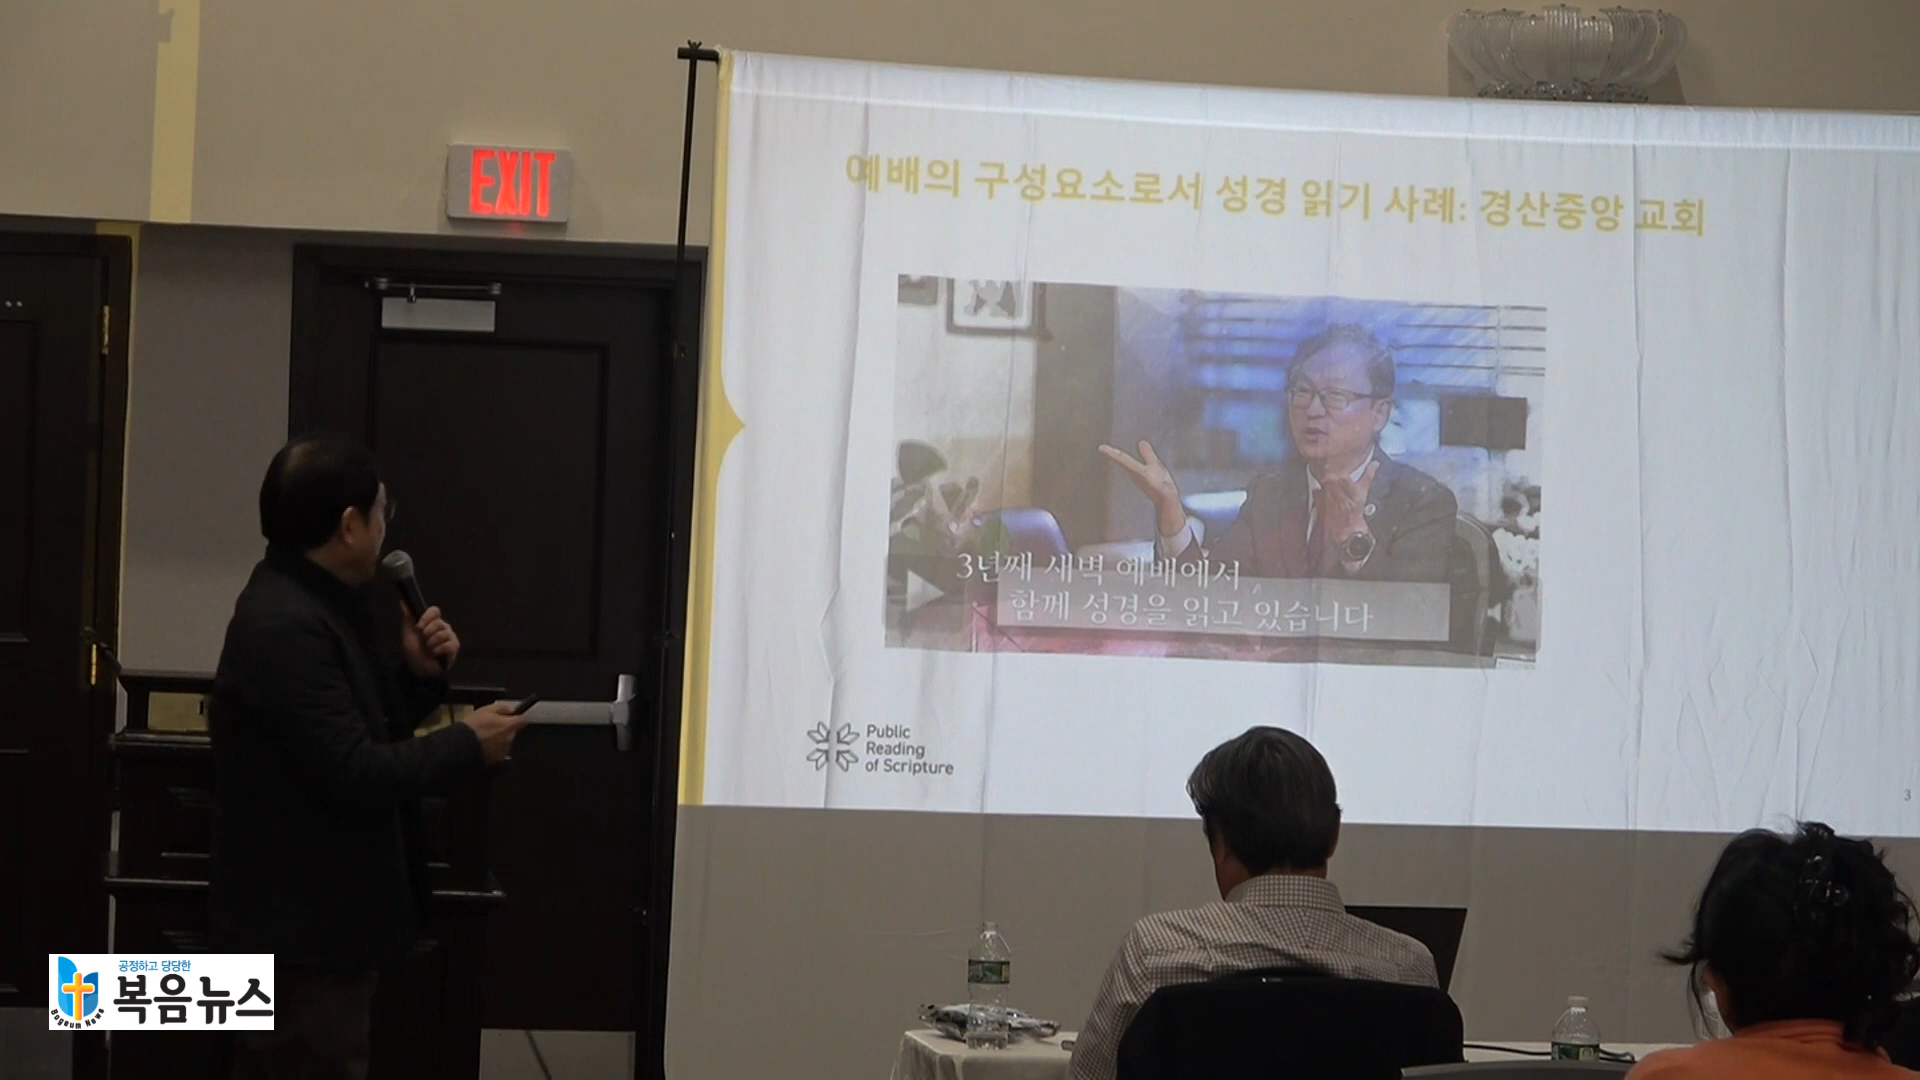 EXIT
예배의 구성요소로서 성경 읽기 사례: 경산중앙 교회
3년째 새벽 예배에서
함께 성경을 읽고 있습니다
Public
Reading
of Scripture
3
공정하고 당당한
복음뉴스
Bogeum News